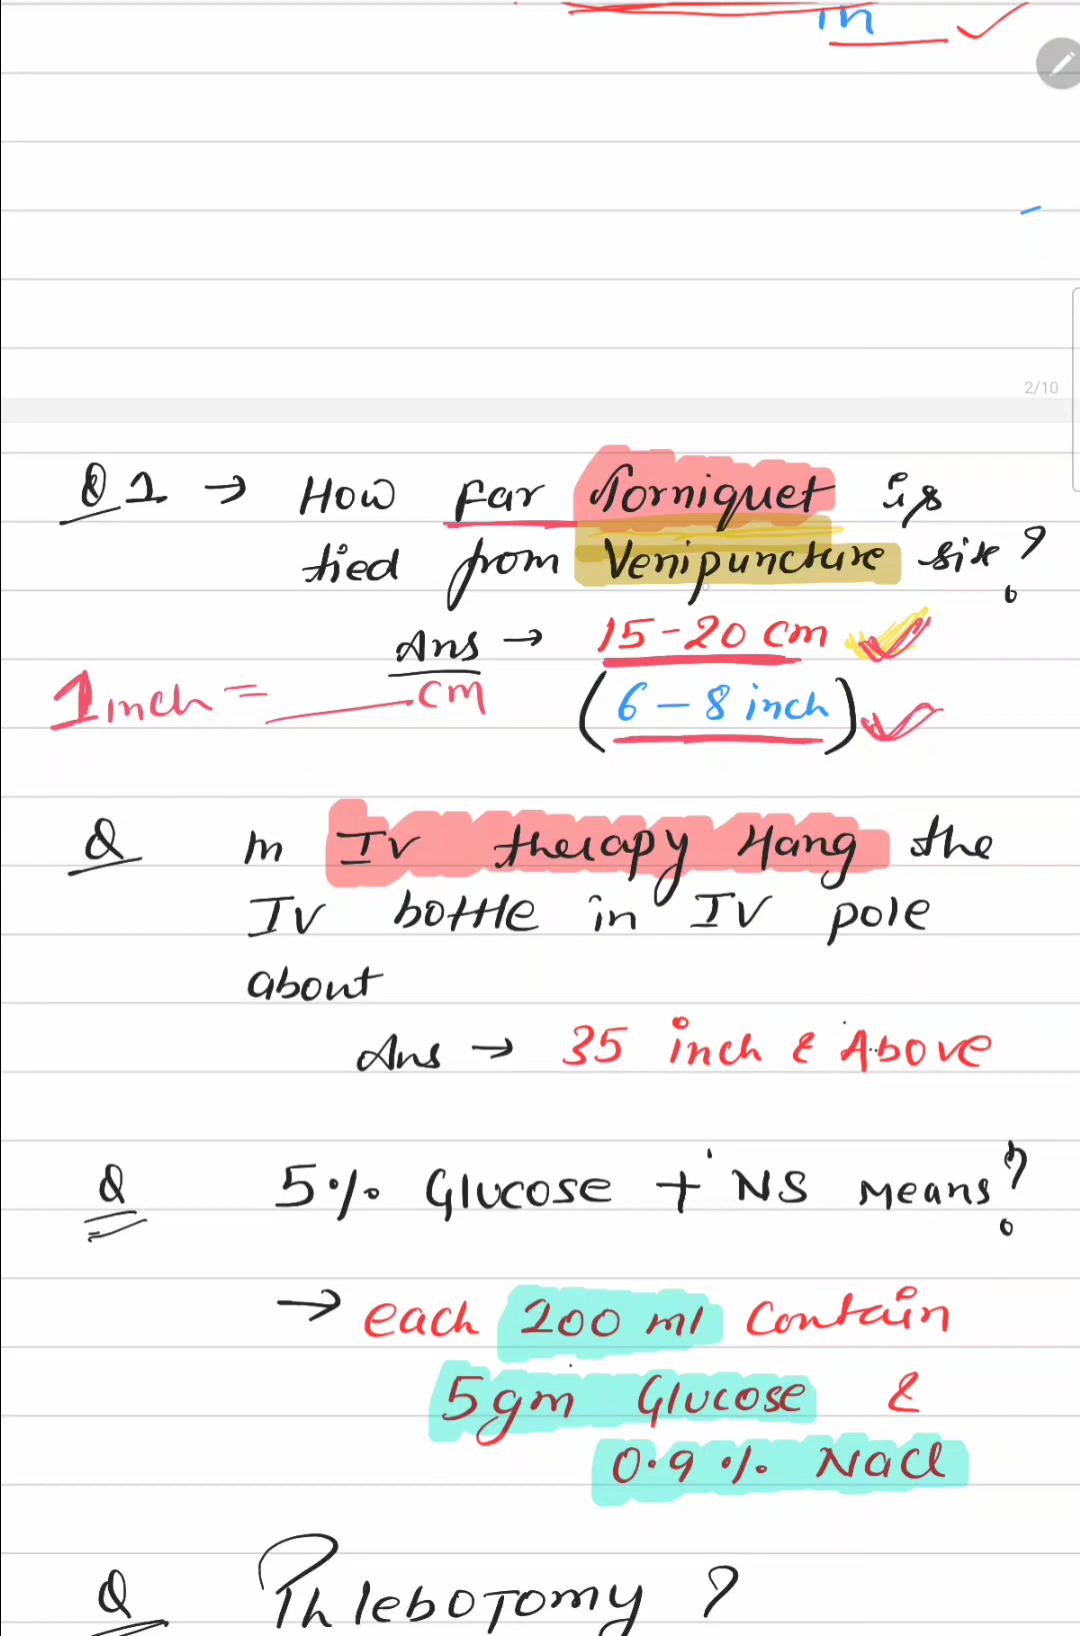 in
2/10
Q1 → How far Torniquet is
tied from Venipuncture site?
Ans → 15-20 cm
1 inch = ____ cm
(6 – 8 inch)
Q In IV therapy Hang the
IV bottle in IV pole
about
Ans → 35 inch & Above
Q 5% Glucose + NS Means?
→ each 200 ml Contain
5gm Glucose &
0.9 % Nacl
Q Phlebotomy ?